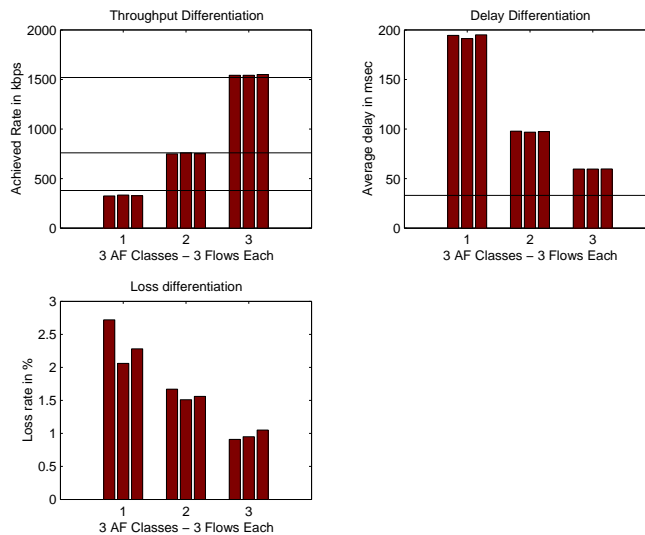 Throughput Differentiation
2000
1500
1000
500
0
Achieved Rate in kbps
1 2 3
3 AF Classes – 3 Flows Each
Delay Differentiation
200
150
100
50
0
Average delay in msec
1 2 3
3 AF Classes – 3 Flows Each
Loss differentiation
3
2.5
2
1.5
1
0.5
0
Loss rate in %
1 2 3
3 AF Classes – 3 Flows Each